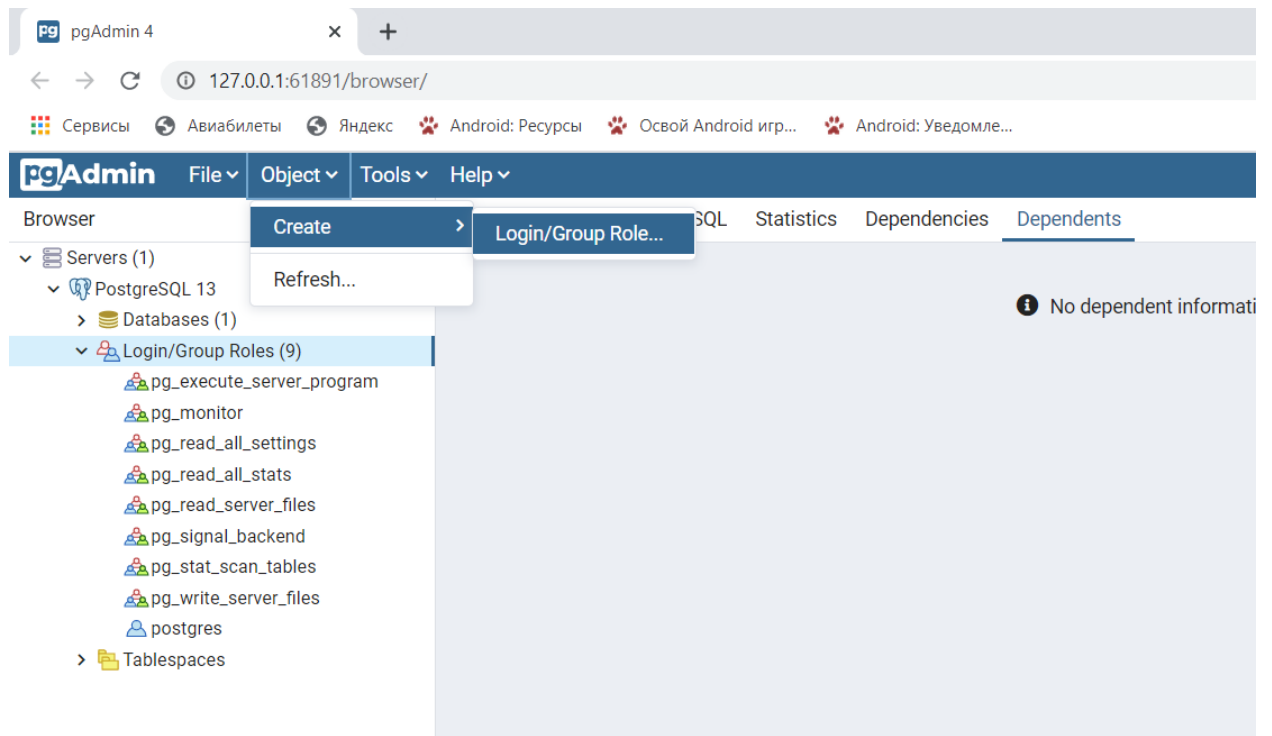 pgAdmin 4
127.0.0.1:61891/browser/
Сервисы Авиабилеты Яндекс Android: Ресурсы Освой Android игр... Android: Уведомле...
pgAdmin File Object Tools Help
Browser SQL Statistics Dependencies Dependents
Create Login/Group Role...
Refresh...
Servers (1)
PostgreSQL 13
Databases (1)
Login/Group Roles (9)
pg_execute_server_program
pg_monitor
pg_read_all_settings
pg_read_all_stats
pg_read_server_files
pg_signal_backend
pg_stat_scan_tables
pg_write_server_files
postgres
Tablespaces
No dependent informati